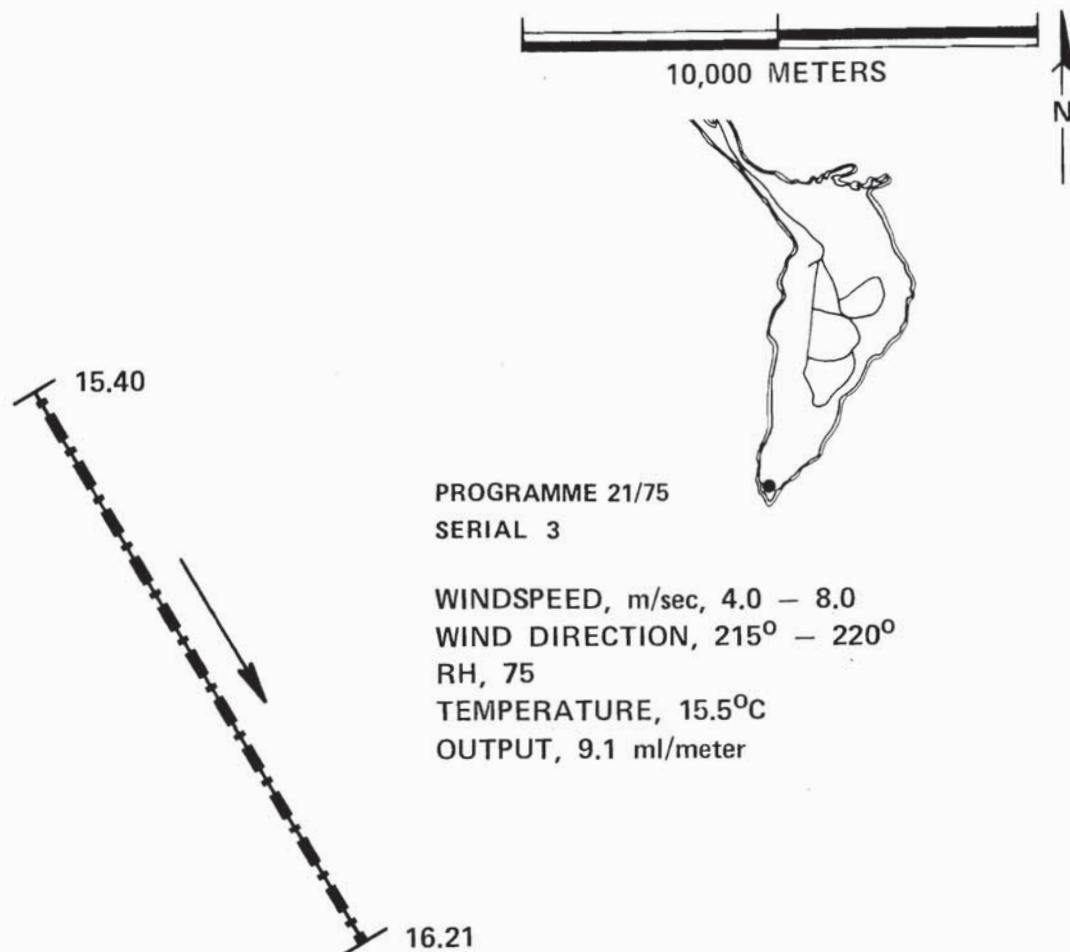 10,000 METERS
N
15.40
PROGRAMME 21/75
SERIAL 3
WINDSPEED, m/sec, 4.0 – 8.0
WIND DIRECTION, 215° – 220°
RH, 75
TEMPERATURE, 15.5°C
OUTPUT, 9.1 ml/meter
16.21